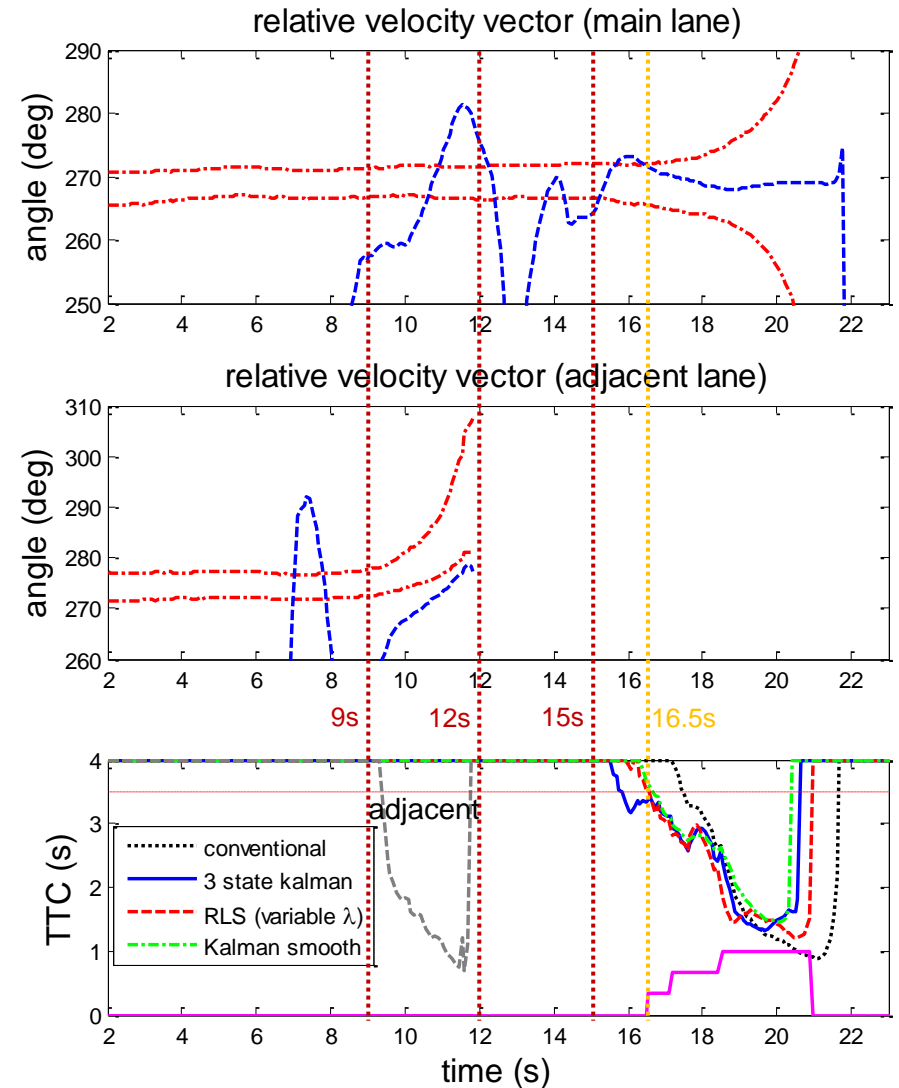 relative velocity vector (main lane)
290
280
270
260
250
angle (deg)
2 4 6 8 10 12 14 16 18 20 22
relative velocity vector (adjacent lane)
310
300
290
280
270
260
angle (deg)
2 4 6 8 10 12 14 16 18 20 22
9s 12s 15s 16.5s
4
3
2
1
0
TTC (s)
adjacent
conventional
3 state kalman
RLS (variable λ)
Kalman smooth
2 4 6 8 10 12 14 16 18 20 22
time (s)